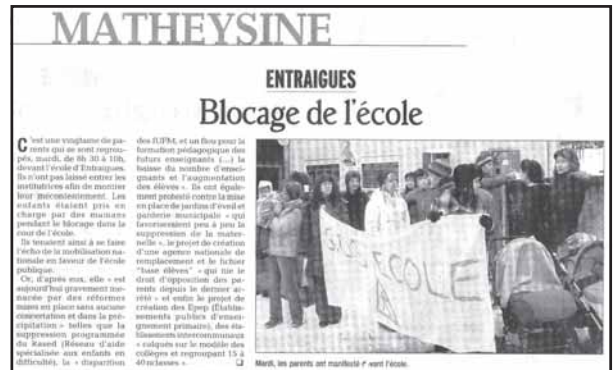 MATHEYSINE
ENTRAIGUES
Blocage de l'école
C'est une vingtaine de pa-
rents qui se sont regrou-
pés, mardi, de 8h 30 à 10h,
devant l'école d'Entraigues.
Ils n'ont pas laissé entrer les
institutrices afin de montrer
leur mécontentement. Les
enfants étaient pris en
charge par des mamans
pendant le blocage dans la
cour de l'école.
Ils tenaient ainsi à se faire
l'écho de la mobilisation na-
tionale en faveur de l'école
publique.
Or, d'après eux, elle « est
aujourd'hui gravement me-
nacée par des réformes
mises en place sans aucune
concertation et dans la pré-
cipitation » telles que la
suppression programmée
du Rased (Réseau d'aide
spécialisée aux enfants en
difficulté), la « disparition
des IUFM, et un flou pour la
formation pédagogique des
futurs enseignants (...) la
baisse du nombre d'ensei-
gnants et l'augmentation
des élèves ». Ils ont égale-
ment protesté contre la mise
en place de jardins d'éveil et
garderie municipale « qui
favoriseraient peu à peu la
suppression de la mater-
nelle », le projet de création
d'une agence nationale de
remplacement et le fichier
"base élèves" « qui nie le
droit d'opposition des pa-
rents depuis le dernier ar-
rêté » et enfin le projet de
création des Epep (Établis-
sements publics d'ensei-
gnement primaire), des éta-
blissements intercommunaux
« calqués sur le modèle des
collèges et regroupant 15 à
40 classes ».
ECOLE
Mardi, les parents ont manifesté devant l'école.